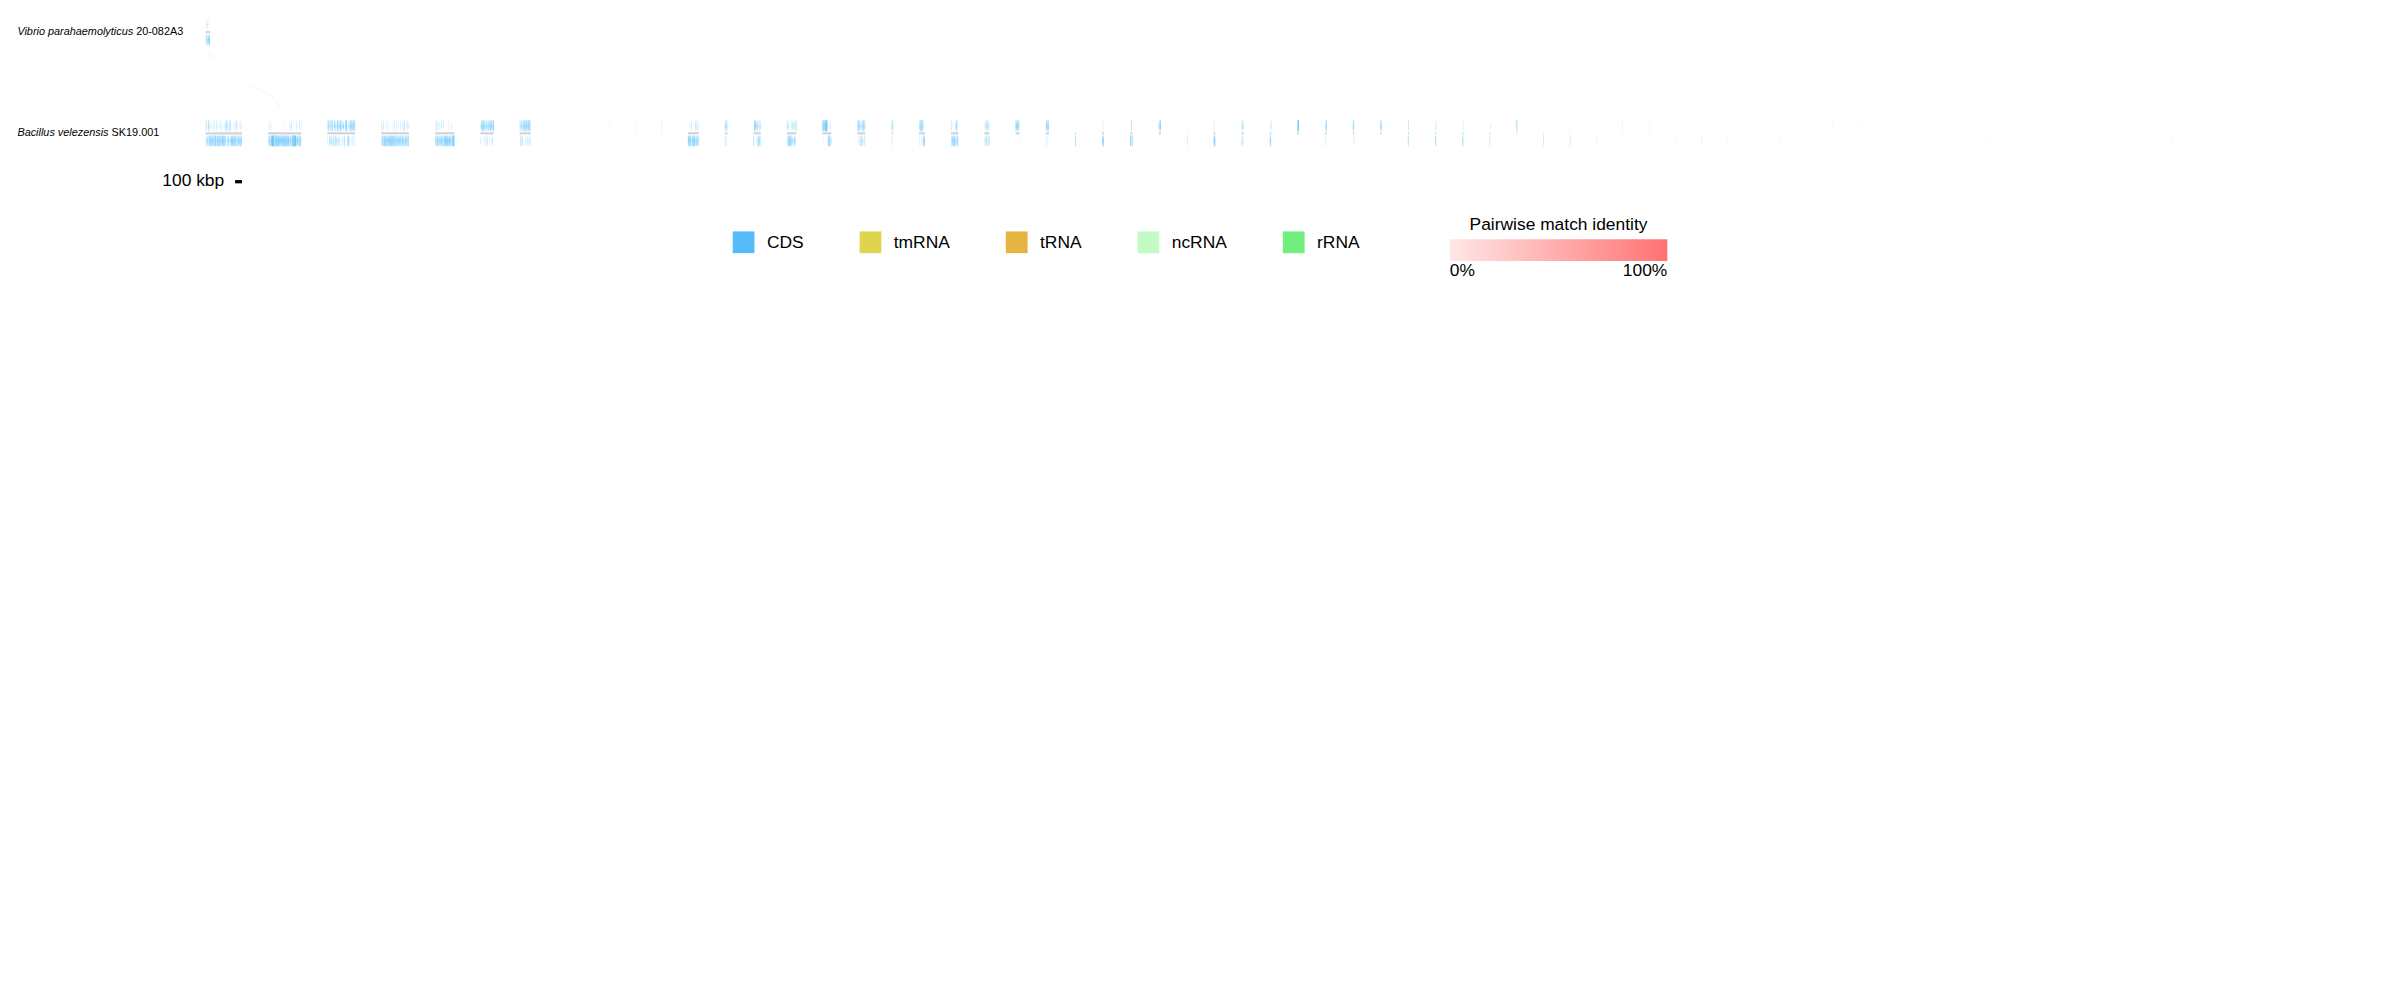 Vibrio parahaemolyticus 20-082A3
Bacillus velezensis SK19.001
100 kbp
CDS
tmRNA
tRNA
ncRNA
rRNA
Pairwise match identity
0%
100%